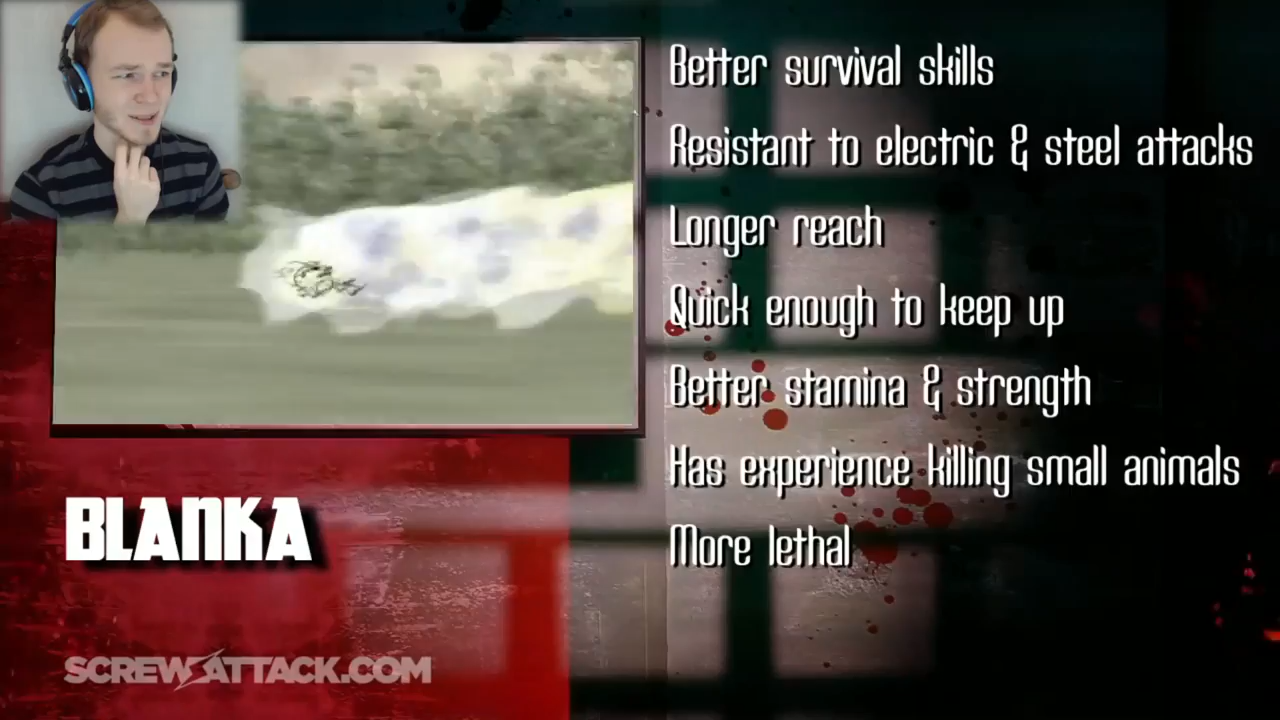 Better survival skills
Resistant to electric & steel attacks
Longer reach
Quick enough to keep up
Better stamina & strength
Has experience killing small animals
More lethal
BLANKA
SCREWATTACK.COM